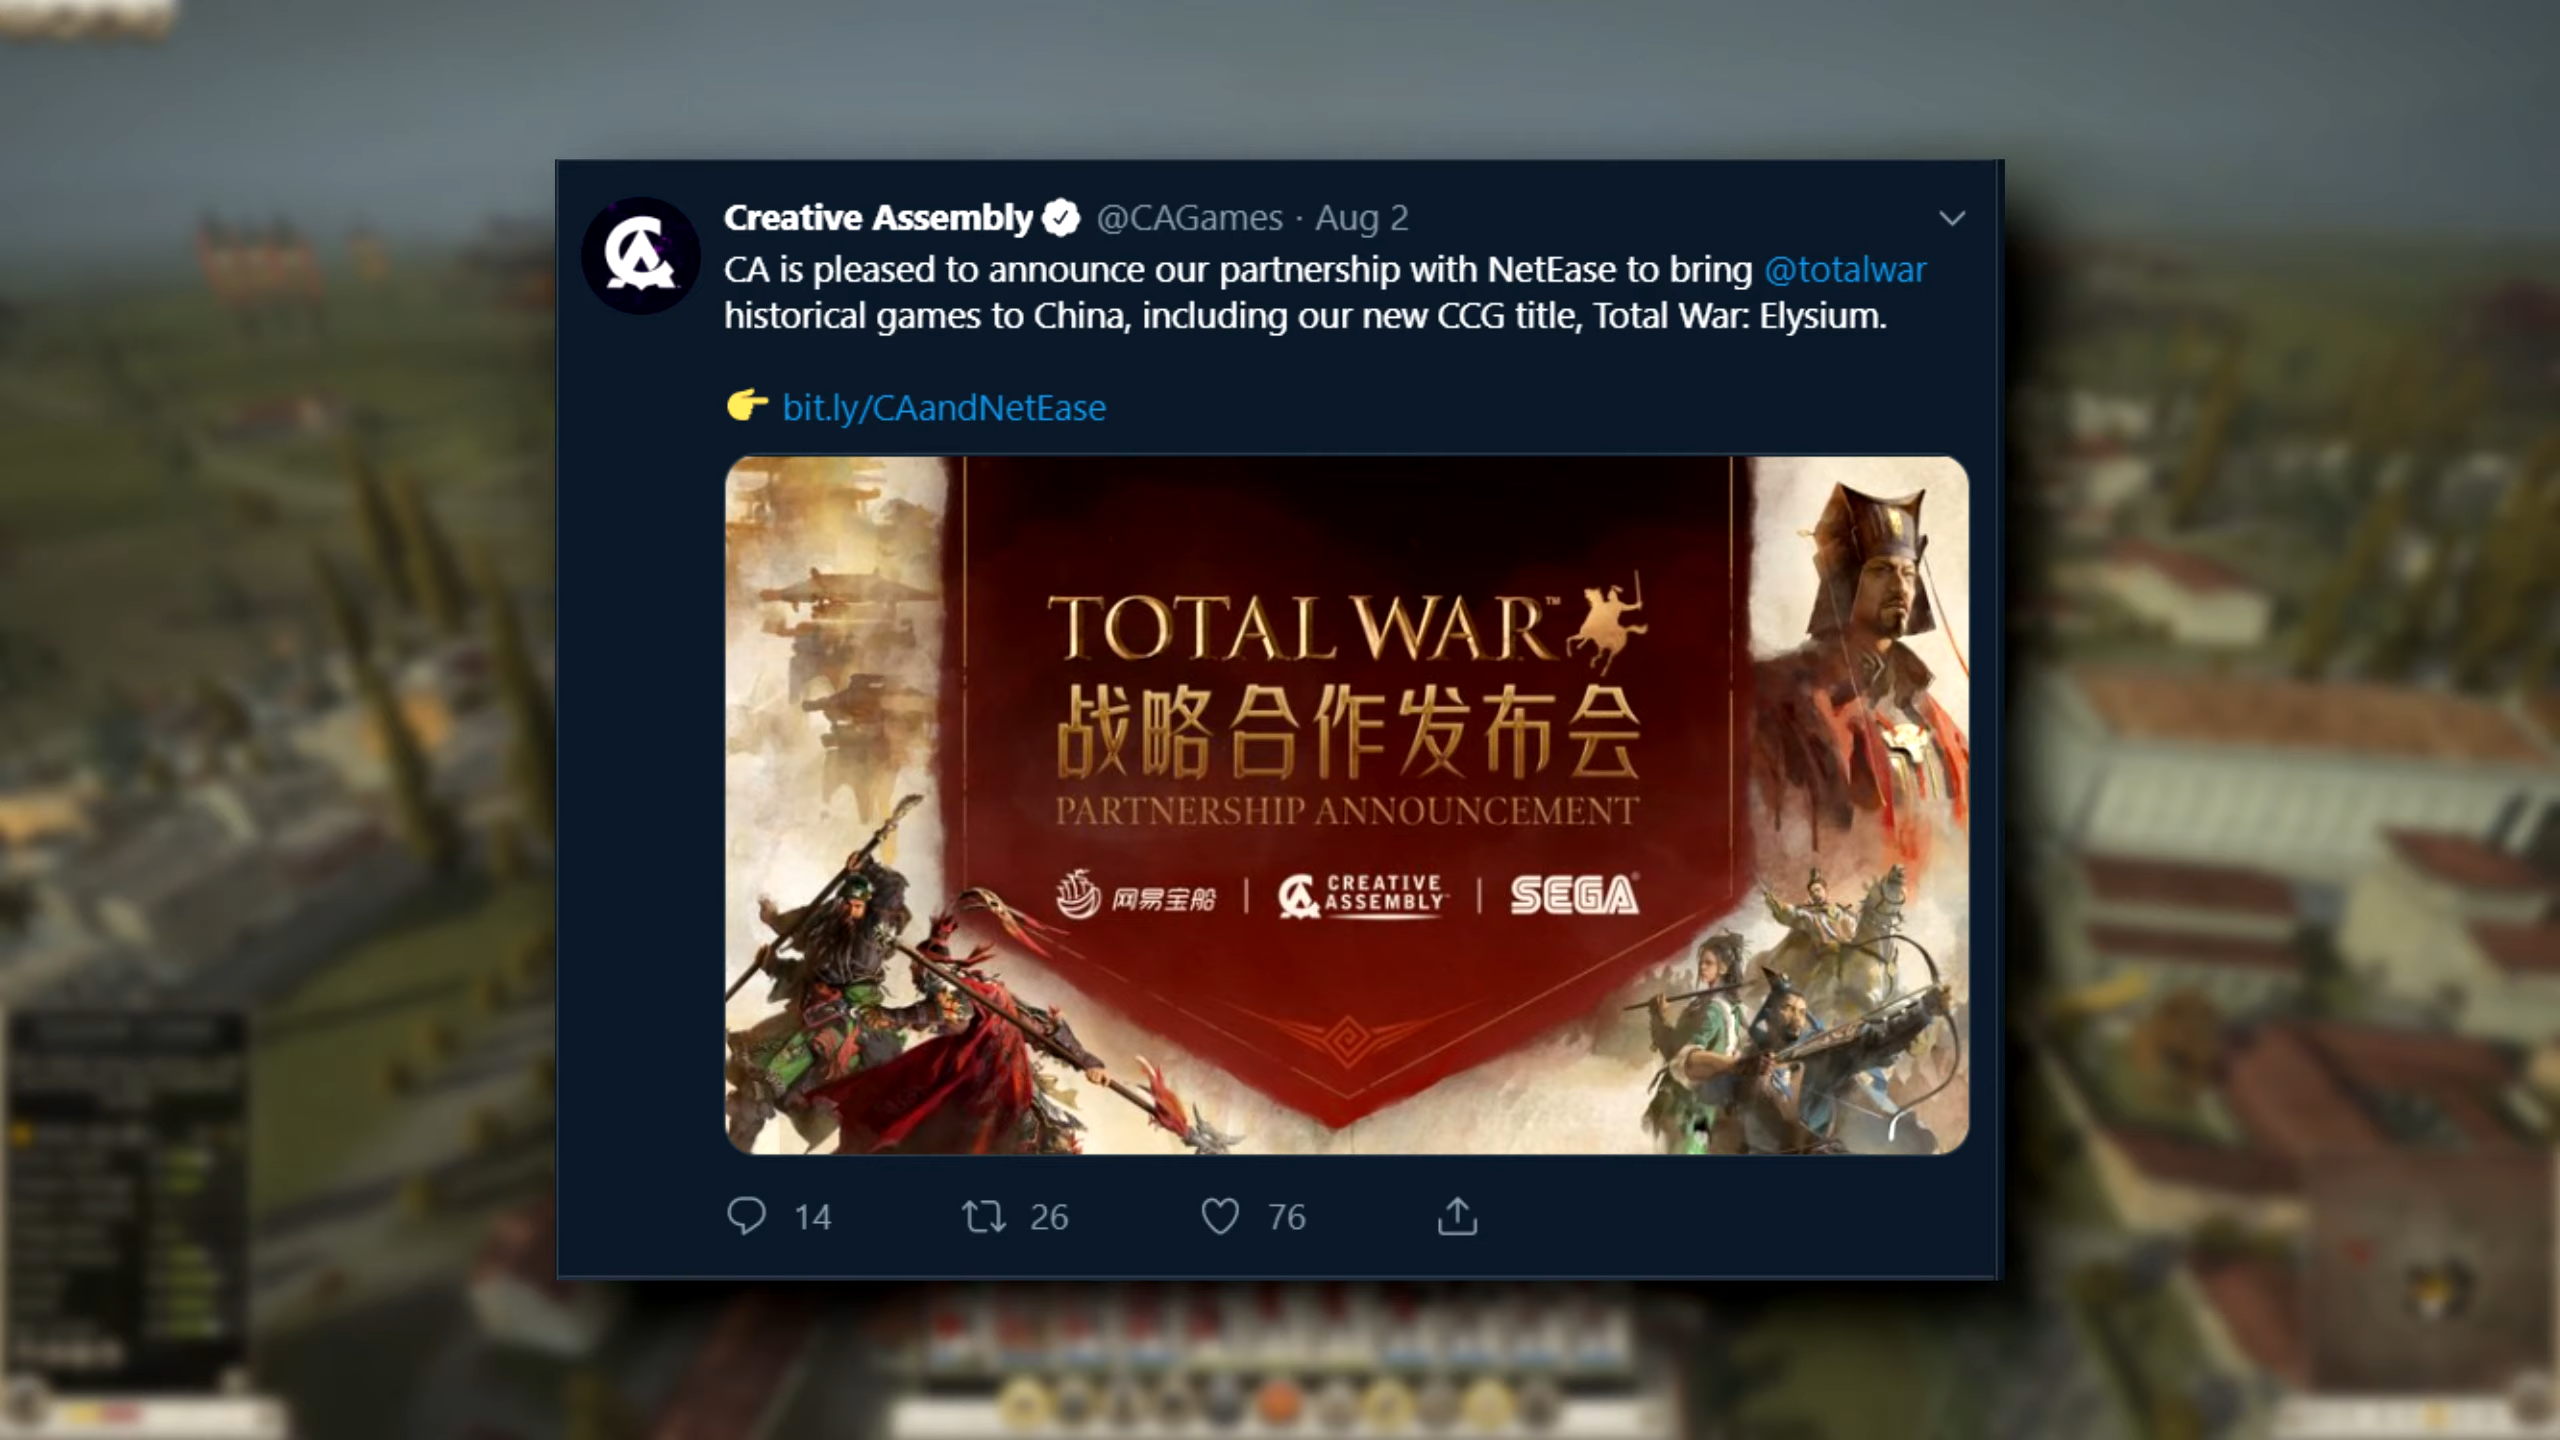 Creative Assembly @CAGames · Aug 2
CA is pleased to announce our partnership with NetEase to bring @totalwar
historical games to China, including our new CCG title, Total War: Elysium.
👉 bit.ly/CAandNetEase
TOTAL WAR™
战略合作发布会
PARTNERSHIP ANNOUNCEMENT
网易宝船 | CREATIVE ASSEMBLY™ | SEGA®
14 26 76